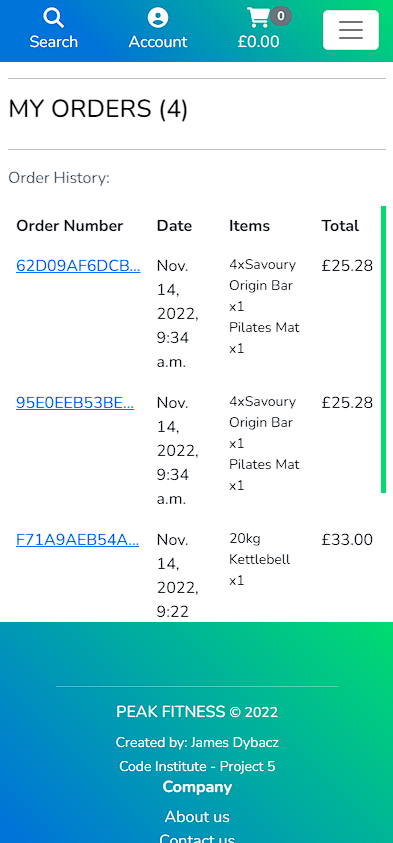 Search
Account
0
£0.00
MY ORDERS (4)
Order History:
Order Number Date Items Total
62D09AF6DCB... Nov. 14, 2022, 9:34 a.m. 4xSavoury Origin Bar x1 Pilates Mat x1 £25.28
95E0EEB53BE... Nov. 14, 2022, 9:34 a.m. 4xSavoury Origin Bar x1 Pilates Mat x1 £25.28
F71A9AEB54A... Nov. 14, 2022, 9:22 20kg Kettlebell x1 £33.00
PEAK FITNESS © 2022
Created by: James Dybacz
Code Institute - Project 5
Company
About us
Contact us